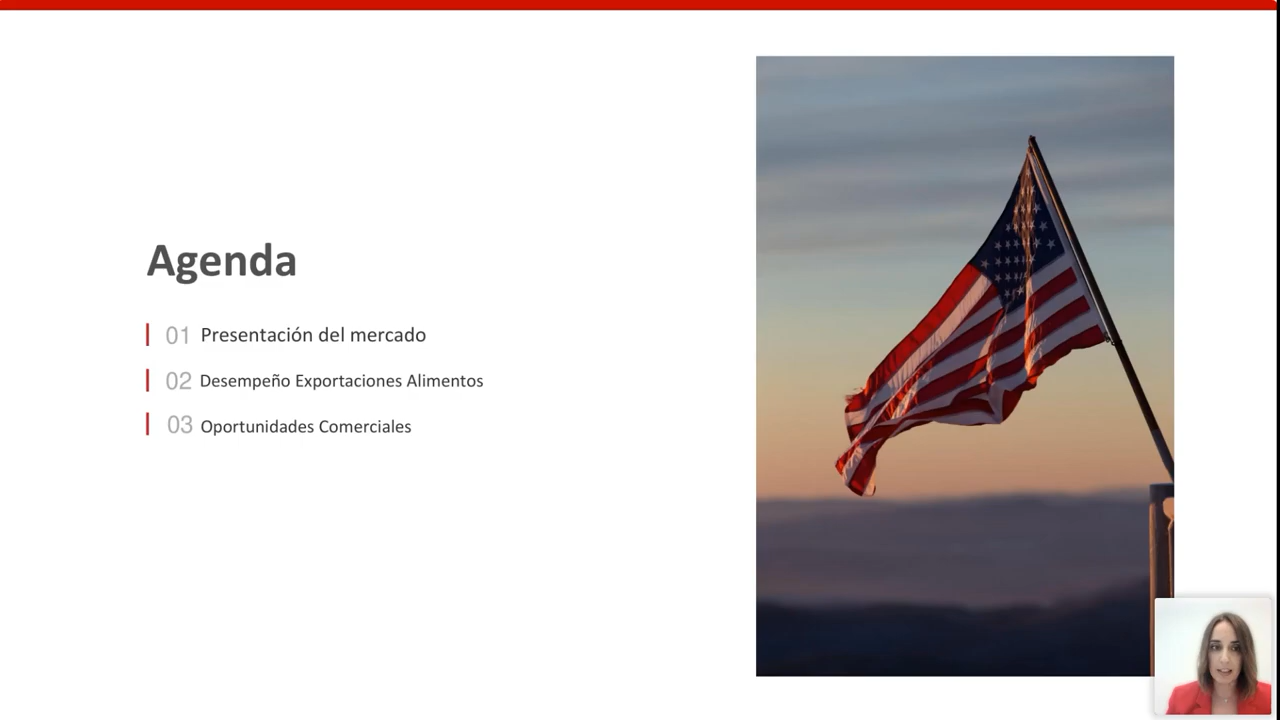 Agenda
01 Presentación del mercado
02 Desempeño Exportaciones Alimentos
03 Oportunidades Comerciales